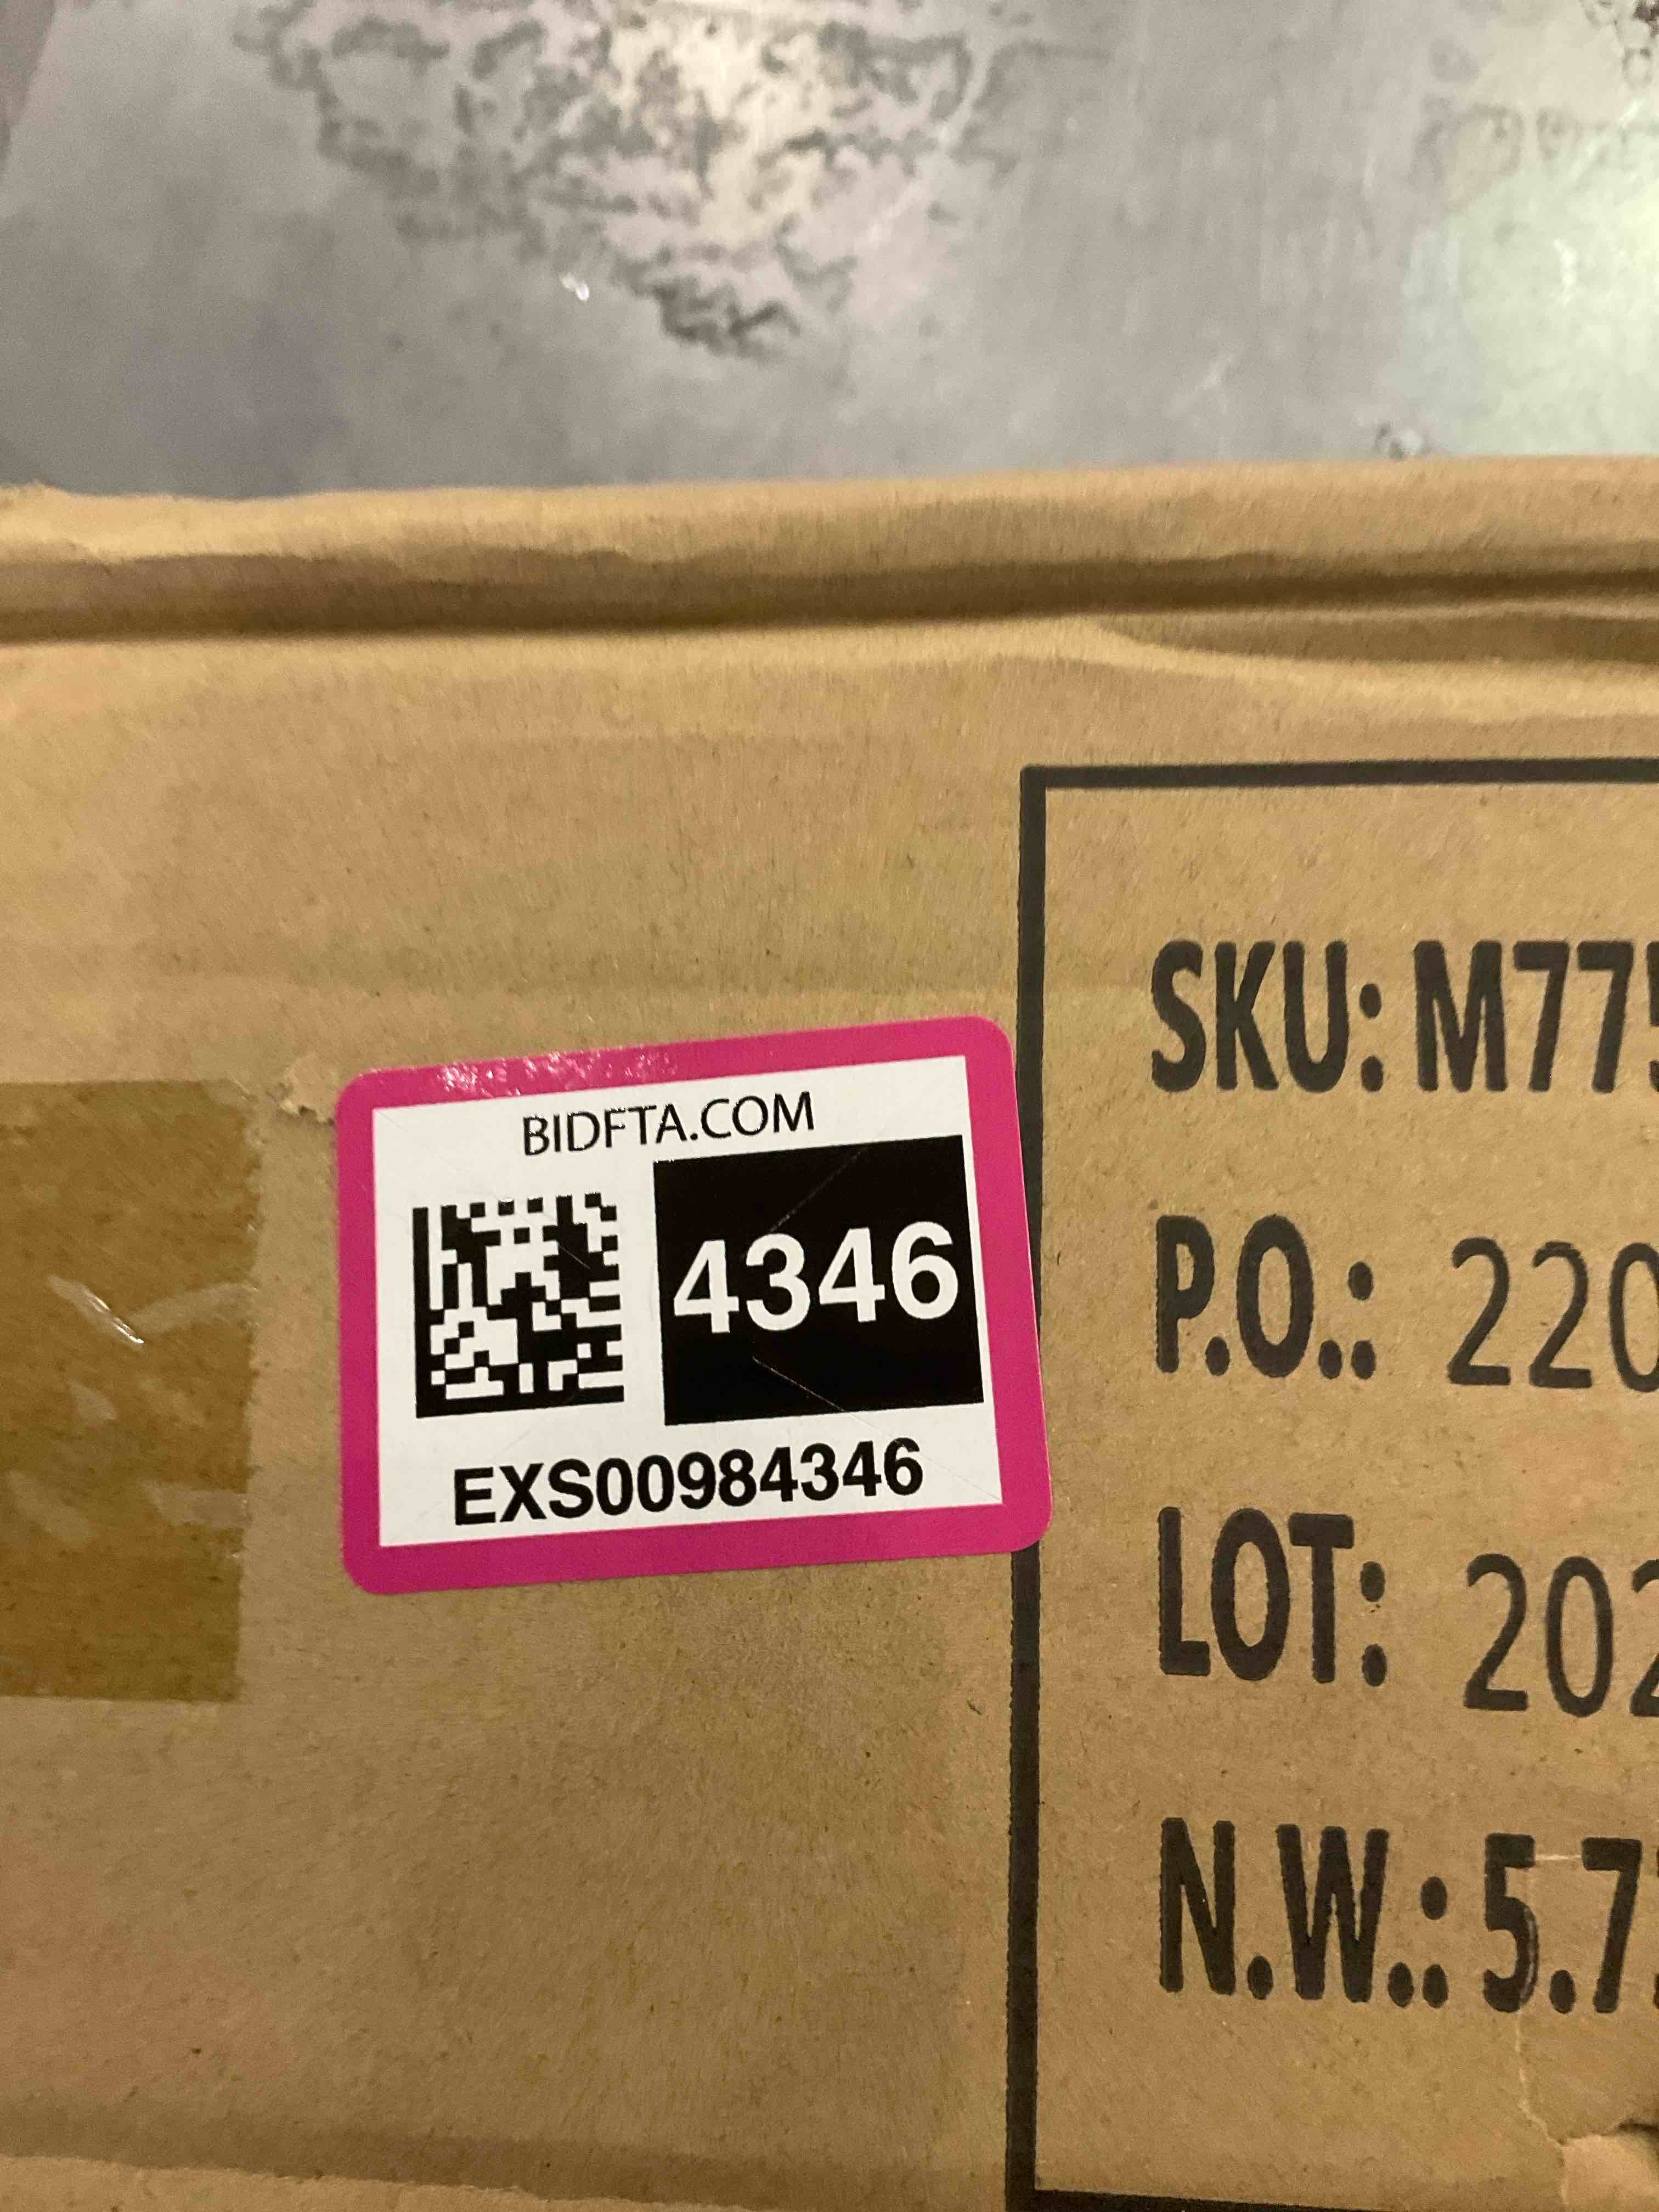 BIDFTA.COM
4346
EXS00984346
SKU: M775
P.O.: 220
LOT: 202
N.W.: 5.7